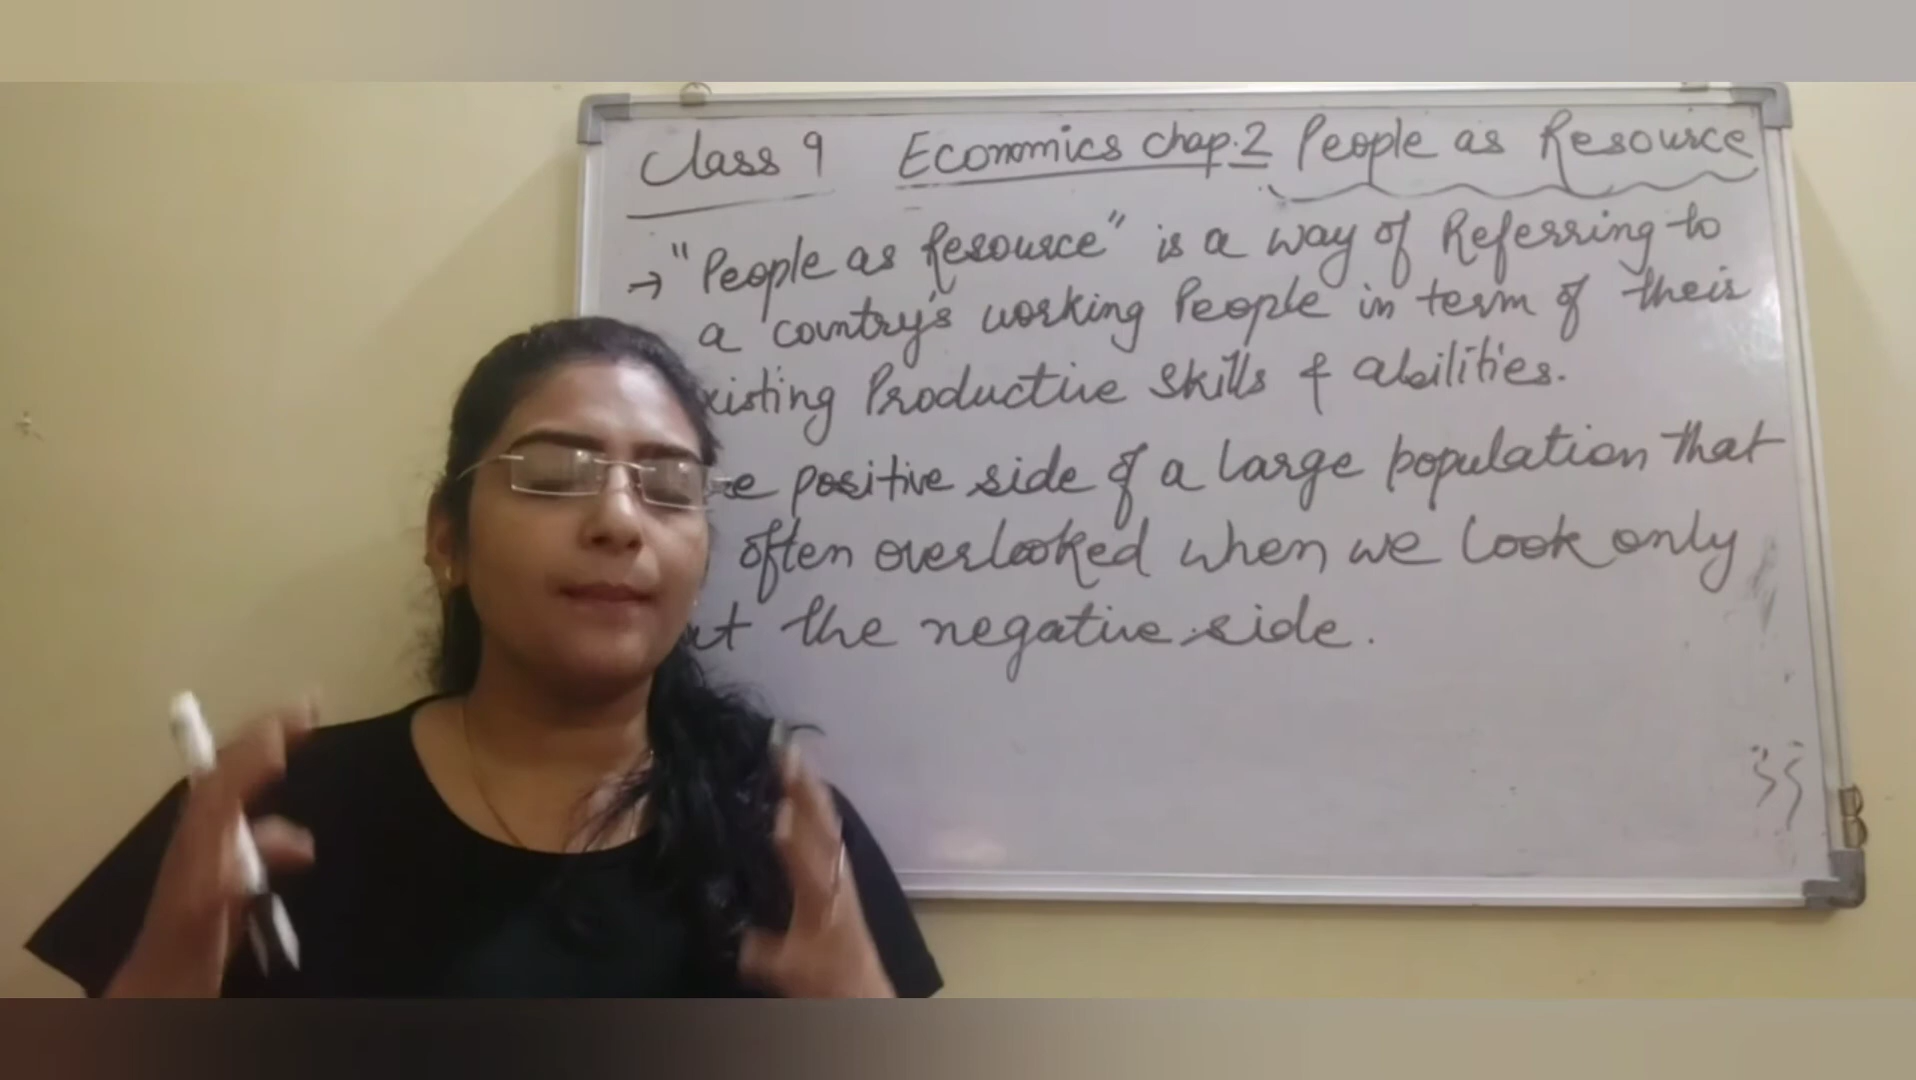 Class 9 Economics chap.2 People as Resource
→ "People as Resource" is a way of Referring to
a country's working People in term of their
xisting Productive Skills & abilities.
e positive side of a large population that
often overlooked when we look only
at the negative side.